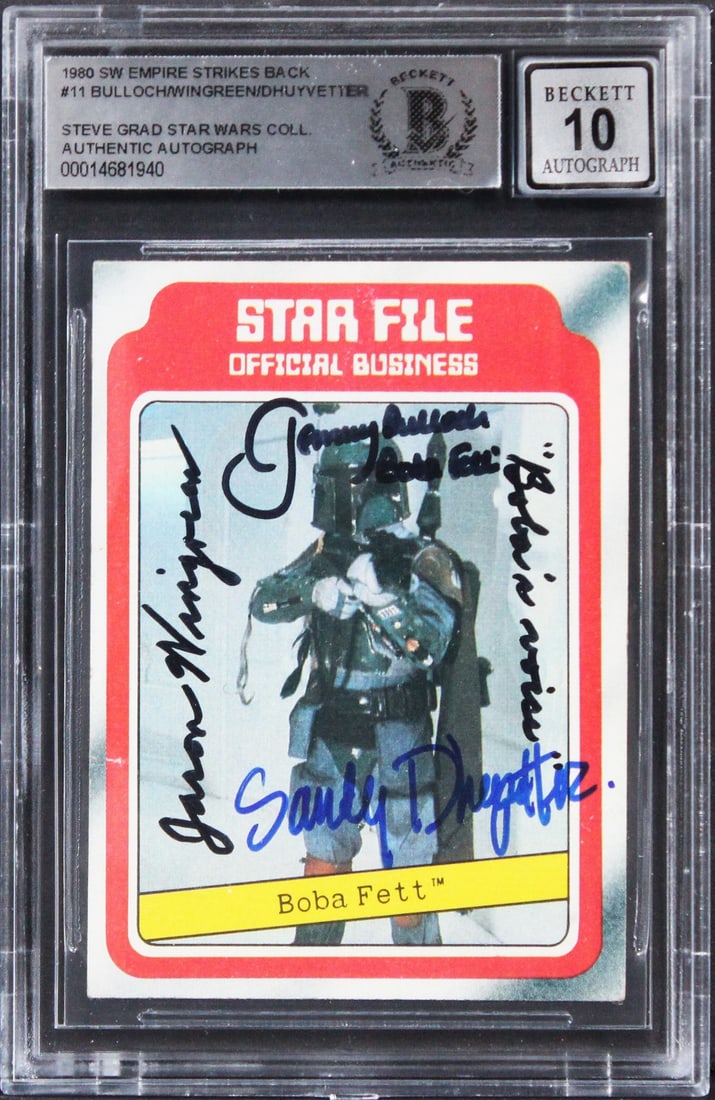 1980 SW EMPIRE STRIKES BACK
#11 BULLOCH/WINGREEN/DHUYVETTER
STEVE GRAD STAR WARS COLL.
AUTHENTIC AUTOGRAPH
00014681940
BECKETT
B
AUTHENTIC
BECKETT
10
AUTOGRAPH
STAR FILE
OFFICIAL BUSINESS
Jeremy Bulloch
Boba Fett
Jason Wingreen
"Boba's voice"
Sandy Dhuyvetter
Boba Fett™